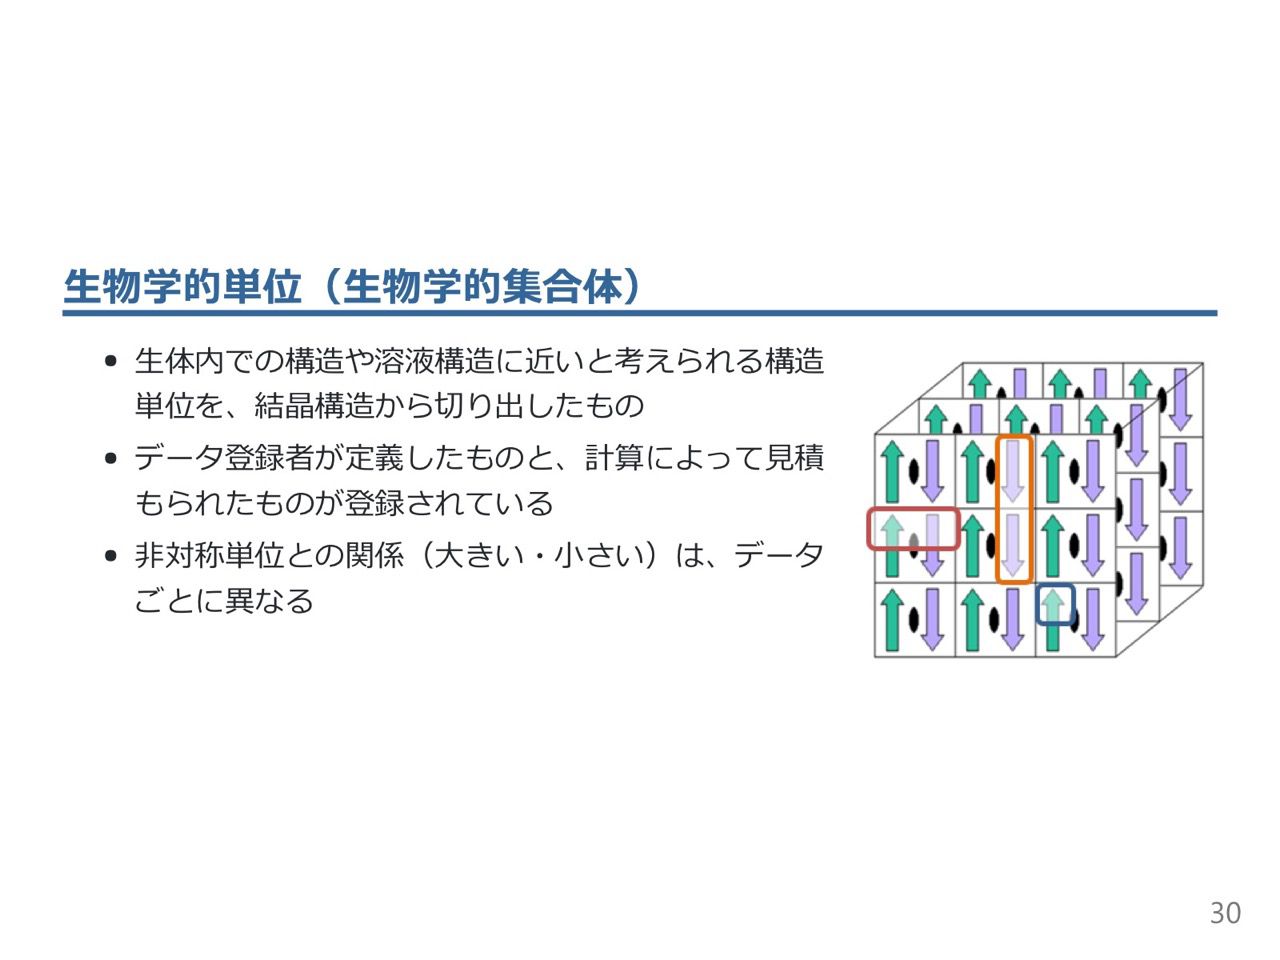 生物学的単位（生物学的集合体）
• 生体内での構造や溶液構造に近いと考えられる構造
単位を、結晶構造から切り出したもの
• データ登録者が定義したものと、計算によって見積
もられたものが登録されている
• 非対称単位との関係（大きい・小さい）は、データ
ごとに異なる
30